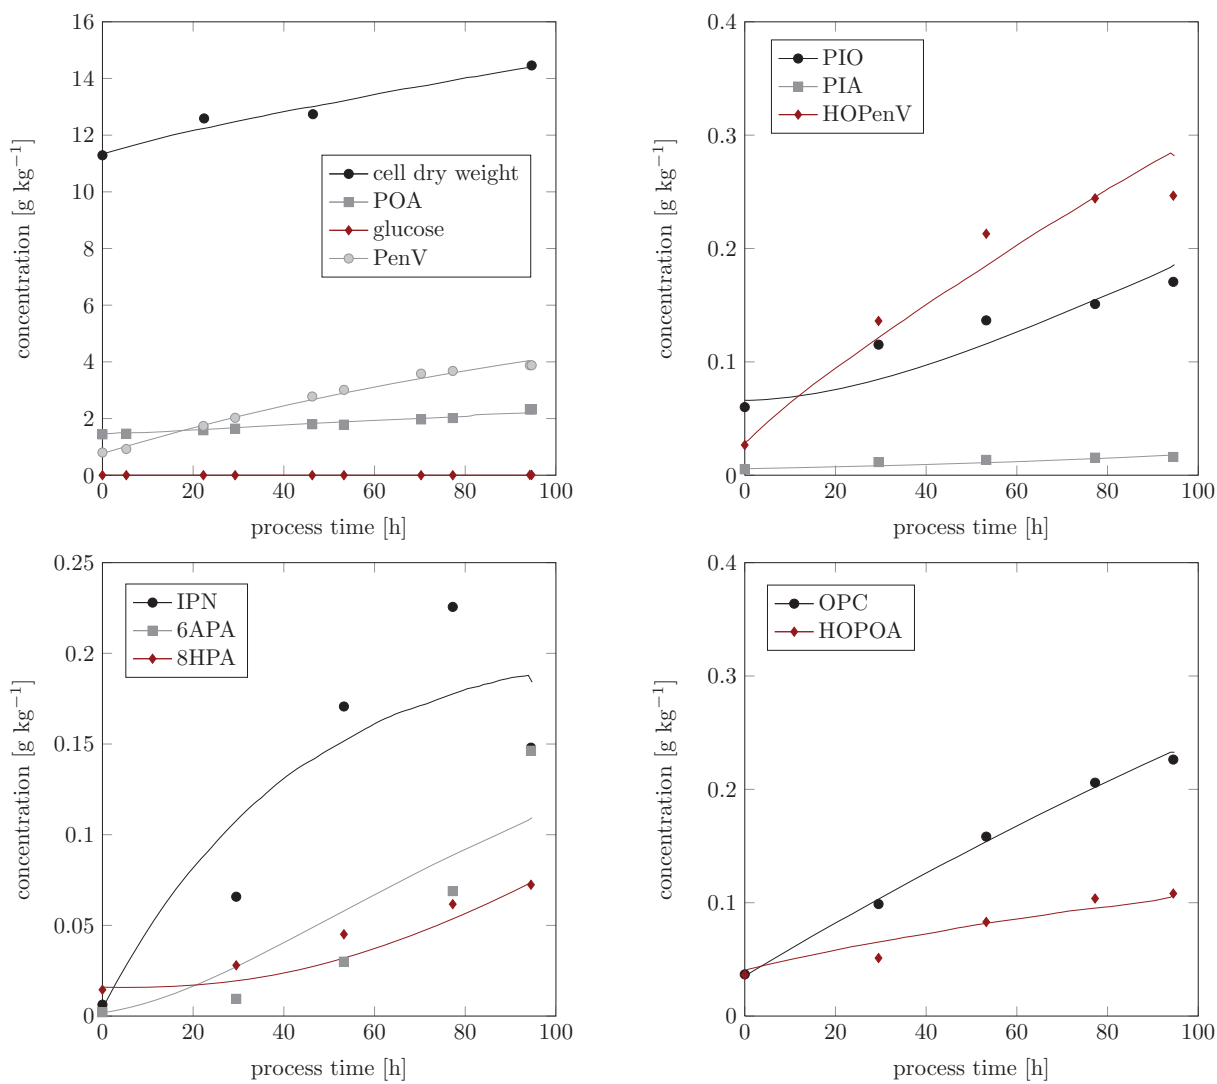 16
14
12
10
8
6
4
2
0
0
20
40
60
80
100
concentration [g kg⁻¹]
process time [h]
cell dry weight
POA
glucose
PenV
0.4
0.3
0.2
0.1
0
0
20
40
60
80
100
concentration [g kg⁻¹]
process time [h]
PIO
PIA
HOPenV
0.25
0.2
0.15
0.1
0.05
0
0
20
40
60
80
100
concentration [g kg⁻¹]
process time [h]
IPN
6APA
8HPA
0.4
0.3
0.2
0.1
0
0
20
40
60
80
100
concentration [g kg⁻¹]
process time [h]
OPC
HOPOA